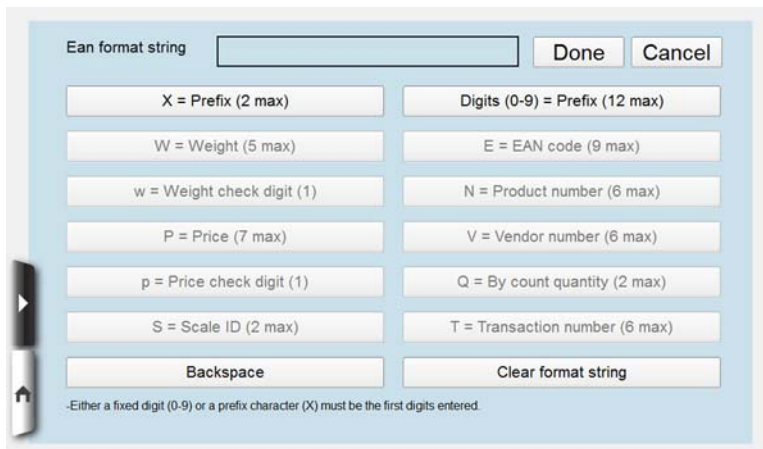 Ean format string
Done Cancel
X = Prefix (2 max) Digits (0-9) = Prefix (12 max)
W = Weight (5 max) E = EAN code (9 max)
w = Weight check digit (1) N = Product number (6 max)
P = Price (7 max) V = Vendor number (6 max)
p = Price check digit (1) Q = By count quantity (2 max)
S = Scale ID (2 max) T = Transaction number (6 max)
Backspace Clear format string
-Either a fixed digit (0-9) or a prefix character (X) must be the first digits entered.